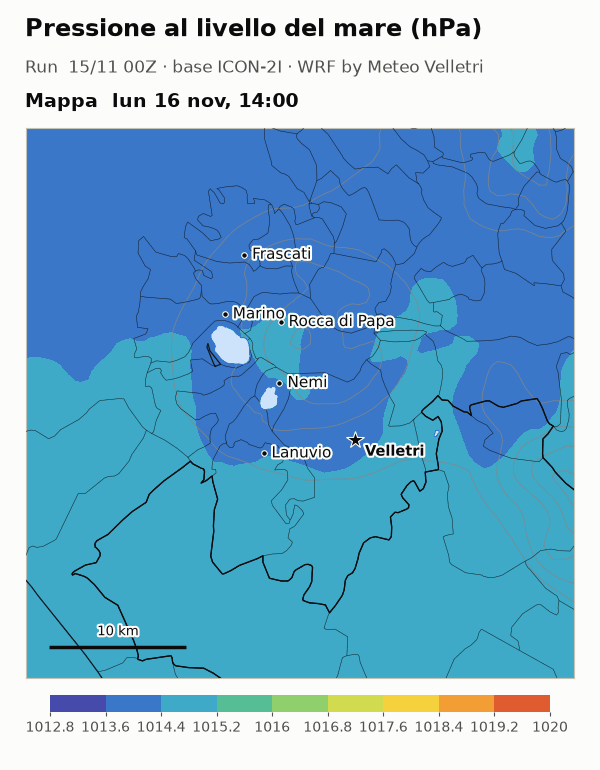 Pressione al livello del mare (hPa)
Run  15/11 00Z · base ICON-2I · WRF by Meteo Velletri
Mappa  lun 16 nov, 14:00
Frascati
Marino
Rocca di Papa
Nemi
Velletri
Lanuvio
10 km
1012.8 1013.6 1014.4 1015.2 1016 1016.8 1017.6 1018.4 1019.2 1020